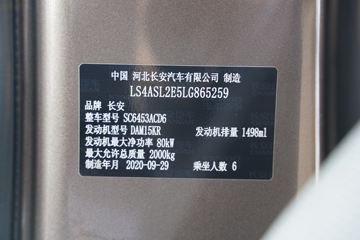 中国 河北长安汽车有限公司 制造
LS4ASL2E5LG865259
品牌 长安
整车型号 SC6453ACD6
发动机型号 DAM15KR 发动机排量 1498ml
发动机最大净功率 80kW
最大允许总质量 2000kg
制造年月 2020-09-29 乘坐人数 6